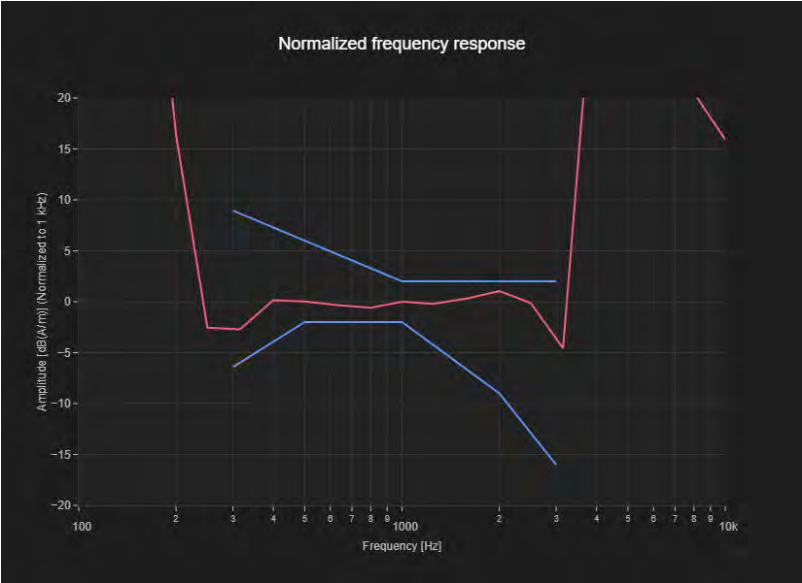 Normalized frequency response
Amplitude [dB(A/m)] (Normalized to 1 kHz)
20
15
10
5
0
−5
−10
−15
−20
100 2 3 4 5 6 7 8 9 1000 2 3 4 5 6 7 8 9 10k
Frequency [Hz]